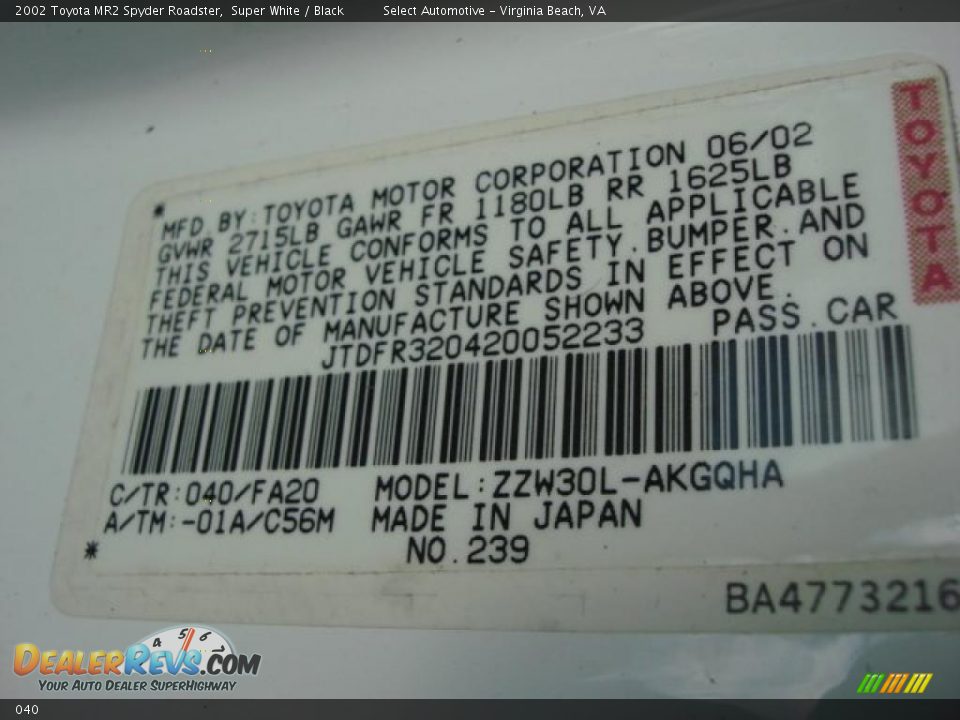 2002 Toyota MR2 Spyder Roadster, Super White / Black Select Automotive - Virginia Beach, VA
TOYOTA
MFD BY:TOYOTA MOTOR CORPORATION 06/02
GVWR 2715LB GAWR FR 1180LB RR 1625LB
THIS VEHICLE CONFORMS TO ALL APPLICABLE
FEDERAL MOTOR VEHICLE SAFETY.BUMPER.AND
THEFT PREVENTION STANDARDS IN EFFECT ON
THE DATE OF MANUFACTURE SHOWN ABOVE.
JTDFR320420052233 PASS.CAR
C/TR:040/FA20 MODEL:ZZW30L-AKGQHA
A/TM:-01A/C56M MADE IN JAPAN
NO.239
BA4773216
4 5 6
DEALERREVS.COM
YOUR AUTO DEALER SUPERHIGHWAY
040